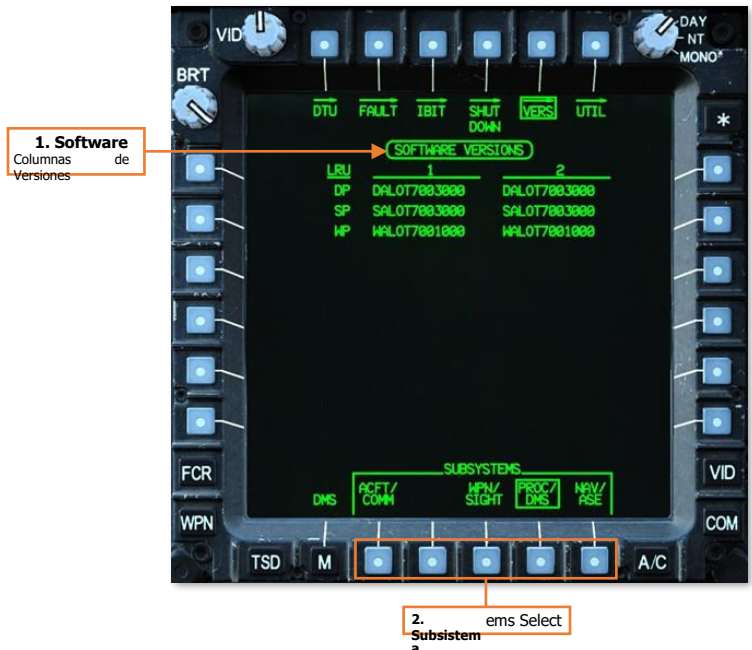 DAY
VID
NT
MONO*
BRT
DTU FAULT IBIT SHUT DOWN VERS UTIL
*
1. Software
Columnas de
Versiones
SOFTWARE VERSIONS
LRU 1 2
DP DALOT7003000 DALOT7003000
SP SALOT7003000 SALOT7003000
WP WALOT7001000 WALOT7001000
FCR
VID
SUBSYSTEMS
DMS ACFT/ COMM WPN/ SIGHT PROC/ DMS NAV/ ASE
WPN
COM
TSD M A/C
2. ems Select
Subsistem
a